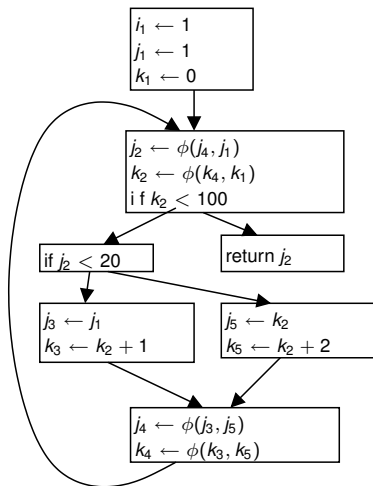 i₁ ← 1
j₁ ← 1
k₁ ← 0
j₂ ← ϕ(j₄, j₁)
k₂ ← ϕ(k₄, k₁)
i f k₂ < 100
if j₂ < 20
return j₂
j₃ ← j₁
k₃ ← k₂ + 1
j₅ ← k₂
k₅ ← k₂ + 2
j₄ ← ϕ(j₃, j₅)
k₄ ← ϕ(k₃, k₅)